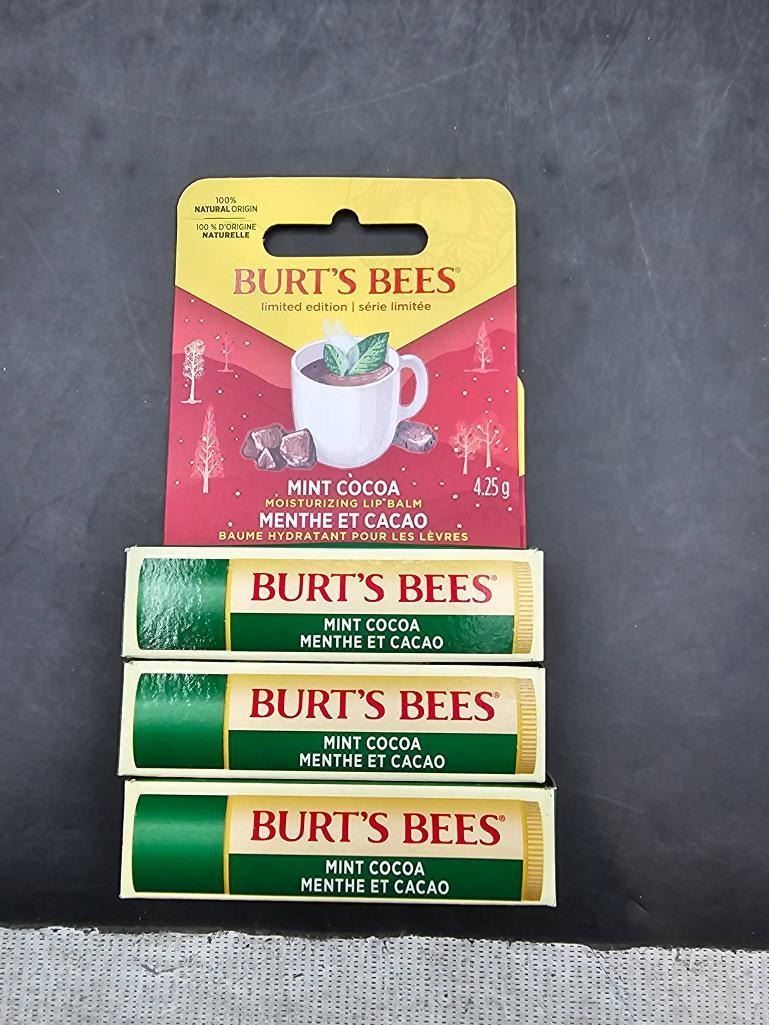 100%
NATURAL ORIGIN
100 % D'ORIGINE
NATURELLE
BURT'S BEES®
limited edition | série limitée
MINT COCOA
MOISTURIZING LIP BALM
4.25 g
MENTHE ET CACAO
BAUME HYDRATANT POUR LES LÈVRES
BURT'S BEES®
MINT COCOA
MENTHE ET CACAO
BURT'S BEES®
MINT COCOA
MENTHE ET CACAO
BURT'S BEES®
MINT COCOA
MENTHE ET CACAO